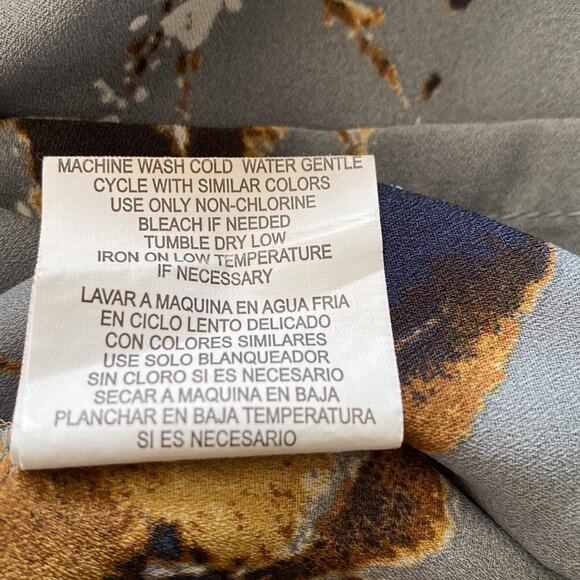 MACHINE WASH COLD WATER GENTLE
CYCLE WITH SIMILAR COLORS
USE ONLY NON-CHLORINE
BLEACH IF NEEDED
TUMBLE DRY LOW
IRON ON LOW TEMPERATURE
IF NECESSARY
LAVAR A MAQUINA EN AGUA FRIA
EN CICLO LENTO DELICADO
CON COLORES SIMILARES
USE SOLO BLANQUEADOR
SIN CLORO SI ES NECESARIO
SECAR A MAQUINA EN BAJA
PLANCHAR EN BAJA TEMPERATURA
SI ES NECESARIO